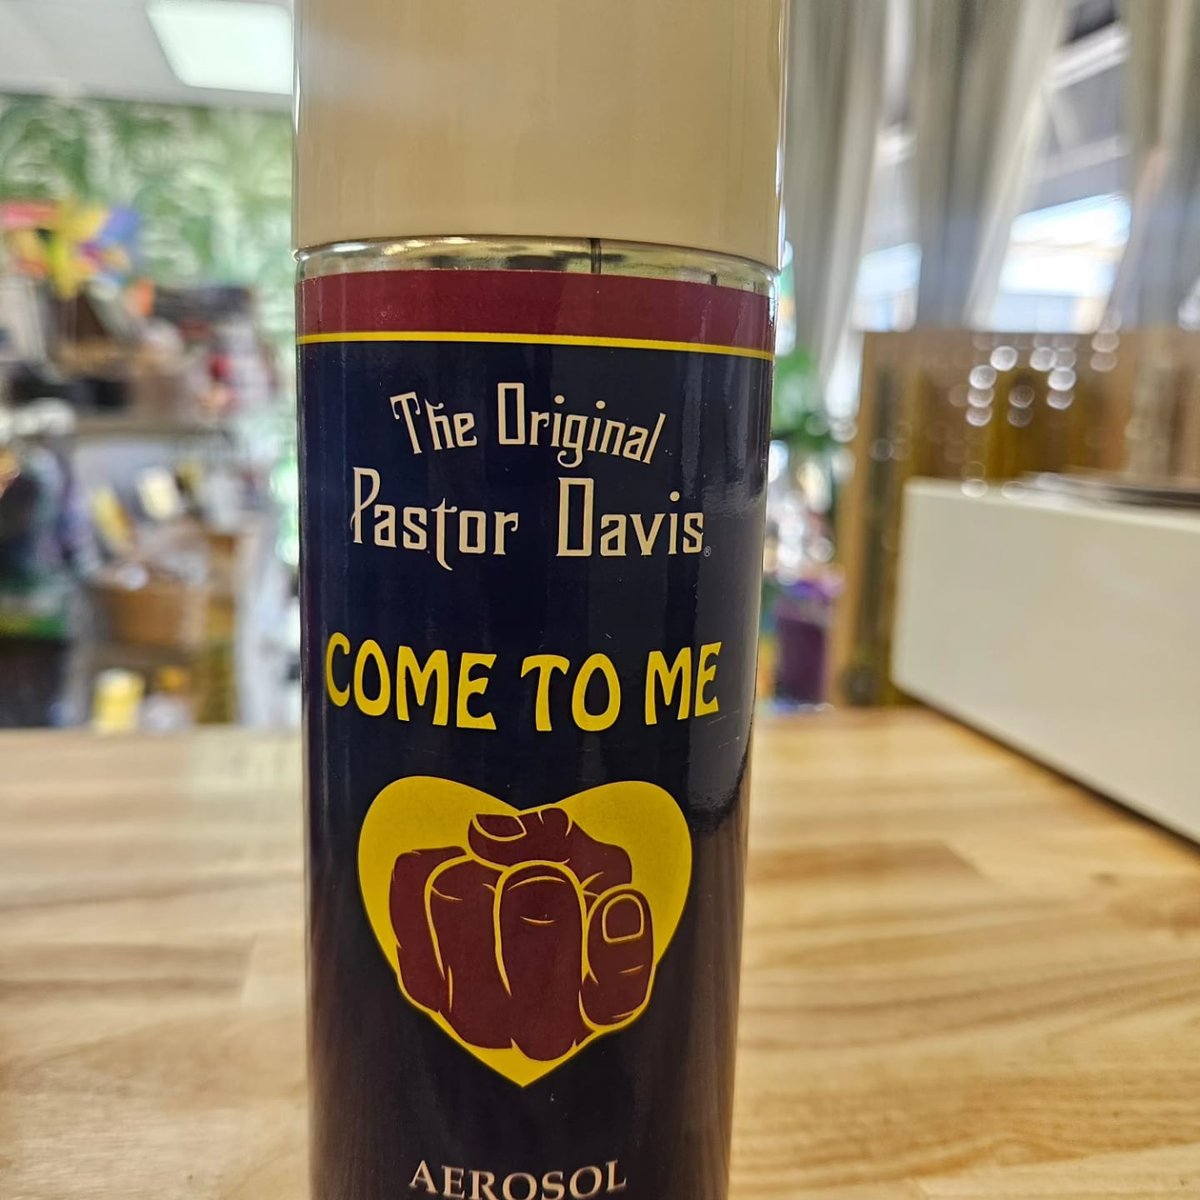 The Original
Pastor Davis®
COME TO ME
AEROSOL